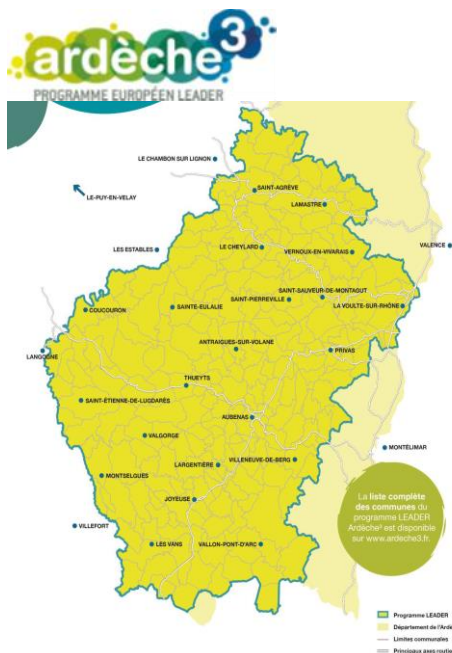 ardèche3
PROGRAMME EUROPÉEN LEADER
LE CHAMBON SUR LIGNON
SAINT-AGRÈVE
LE-PUY-EN-VELAY
LAMASTRE
LES ESTABLES
LE CHEYLARD
VERNOUX-EN-VIVARAIS
VALENCE
SAINT-SAUVEUR-DE-MONTAGUT
SAINT-PIERREVILLE
COUCOURON
SAINTE-EULALIE
LA VOULTE-SUR-RHÔNE
ANTRAIGUES-SUR-VOLANE
PRIVAS
LANGOGNE
THUEYTS
SAINT-ÉTIENNE-DE-LUGDARÈS
AUBENAS
VALGORGE
MONTÉLIMAR
LARGENTIÈRE
VILLENEUVE-DE-BERG
MONTSELGUES
JOYEUSE
VILLEFORT
LES VANS
VALLON-PONT-D'ARC
La liste complète
des communes du
programme LEADER
Ardèche³ est disponible
sur www.ardeche3.fr.
Programme LEADER
Département de l'Ardè
Limites communales
Principaux axes routie